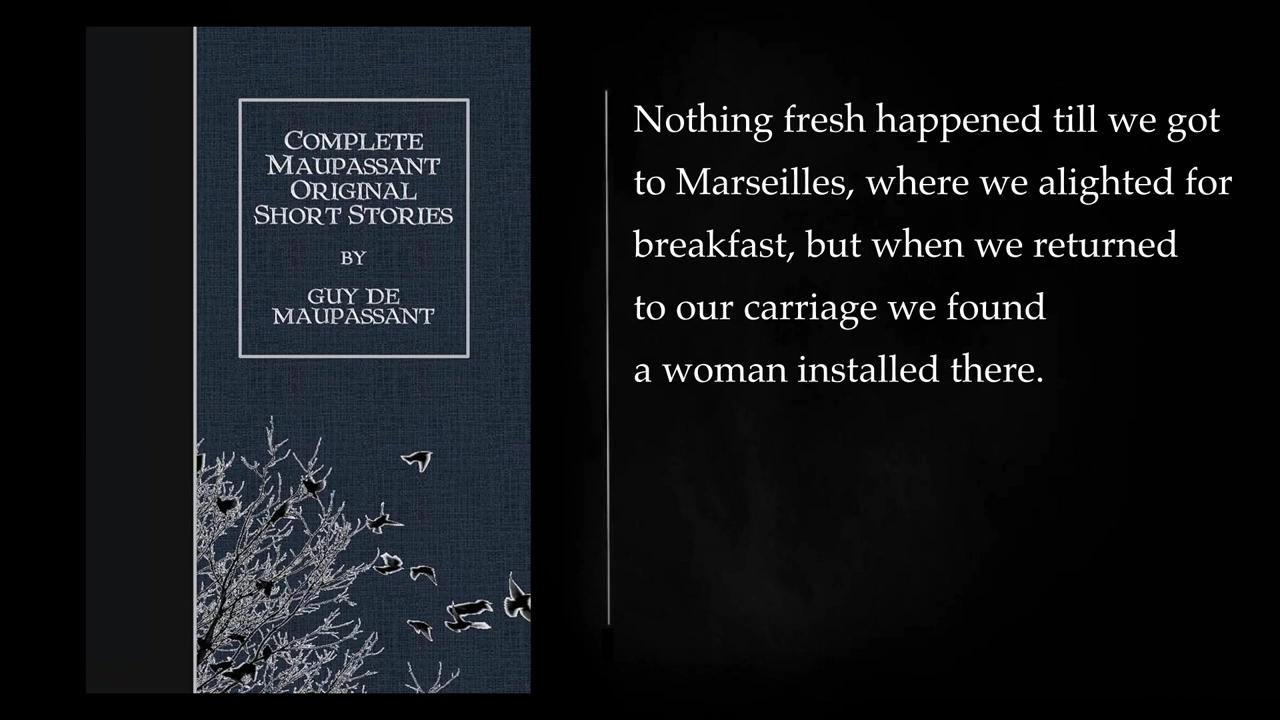 COMPLETE
MAUPASSANT
ORIGINAL
SHORT STORIES
BY
GUY DE
MAUPASSANT
Nothing fresh happened till we got
to Marseilles, where we alighted for
breakfast, but when we returned
to our carriage we found
a woman installed there.